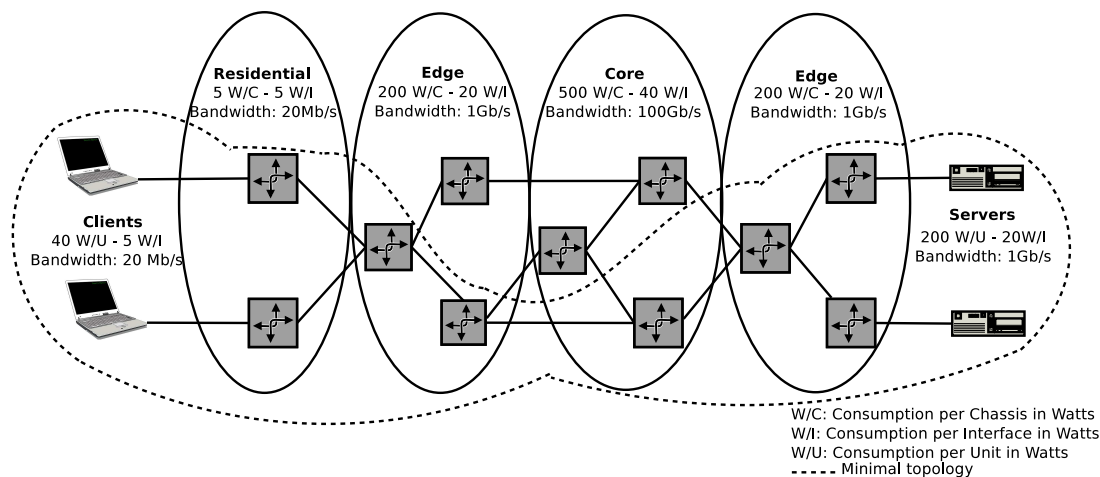 Residential
5 W/C - 5 W/I
Bandwidth: 20Mb/s
Edge
200 W/C - 20 W/I
Bandwidth: 1Gb/s
Core
500 W/C - 40 W/I
Bandwidth: 100Gb/s
Edge
200 W/C - 20 W/I
Bandwidth: 1Gb/s
Clients
40 W/U - 5 W/I
Bandwidth: 20 Mb/s
Servers
200 W/U - 20W/I
Bandwidth: 1Gb/s
W/C: Consumption per Chassis in Watts
W/I: Consumption per Interface in Watts
W/U: Consumption per Unit in Watts
Minimal topology